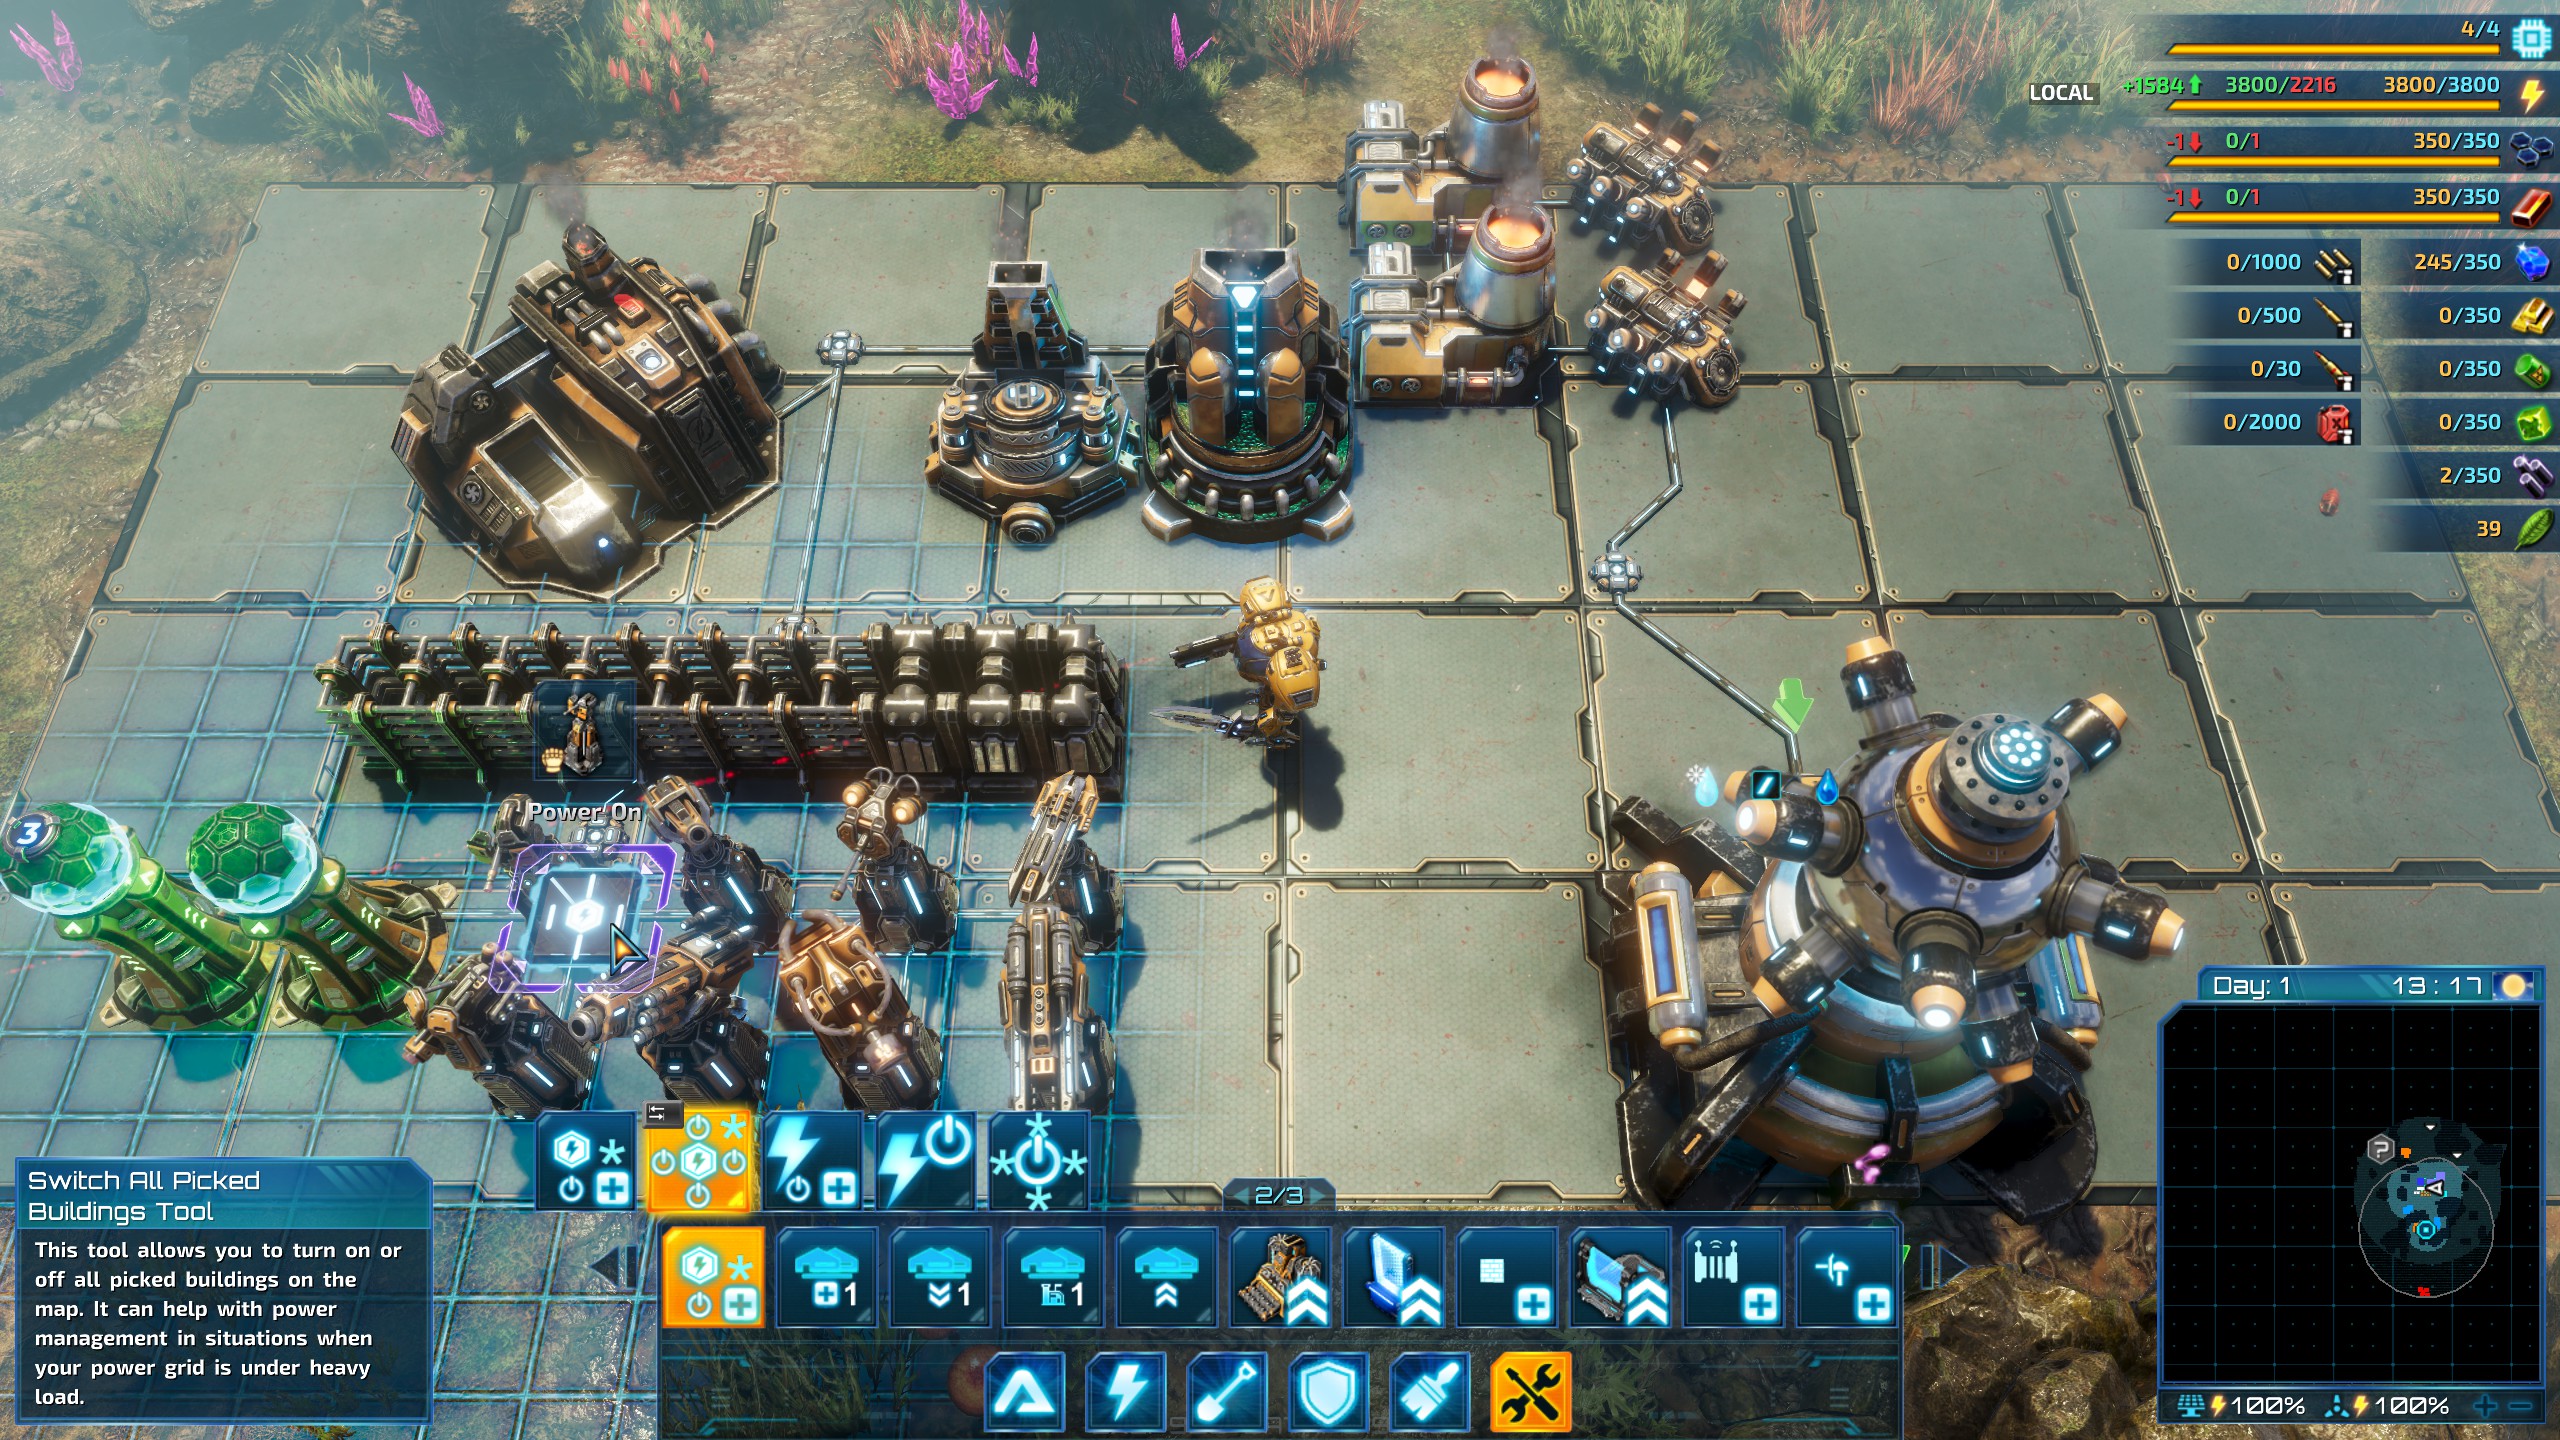 4/4
LOCAL +1584 3800/2216 3800/3800
-1 0/1 350/350
-1 0/1 350/350
0/1000 245/350
0/500 0/350
0/30 0/350
0/2000 0/350
2/350
39
Power On
3
Day: 1 13:17
Switch All Picked
Buildings Tool
This tool allows you to turn on or
off all picked buildings on the
map. It can help with power
management in situations when
your power grid is under heavy
load.
2/3
1 1 1
?
100% 100%